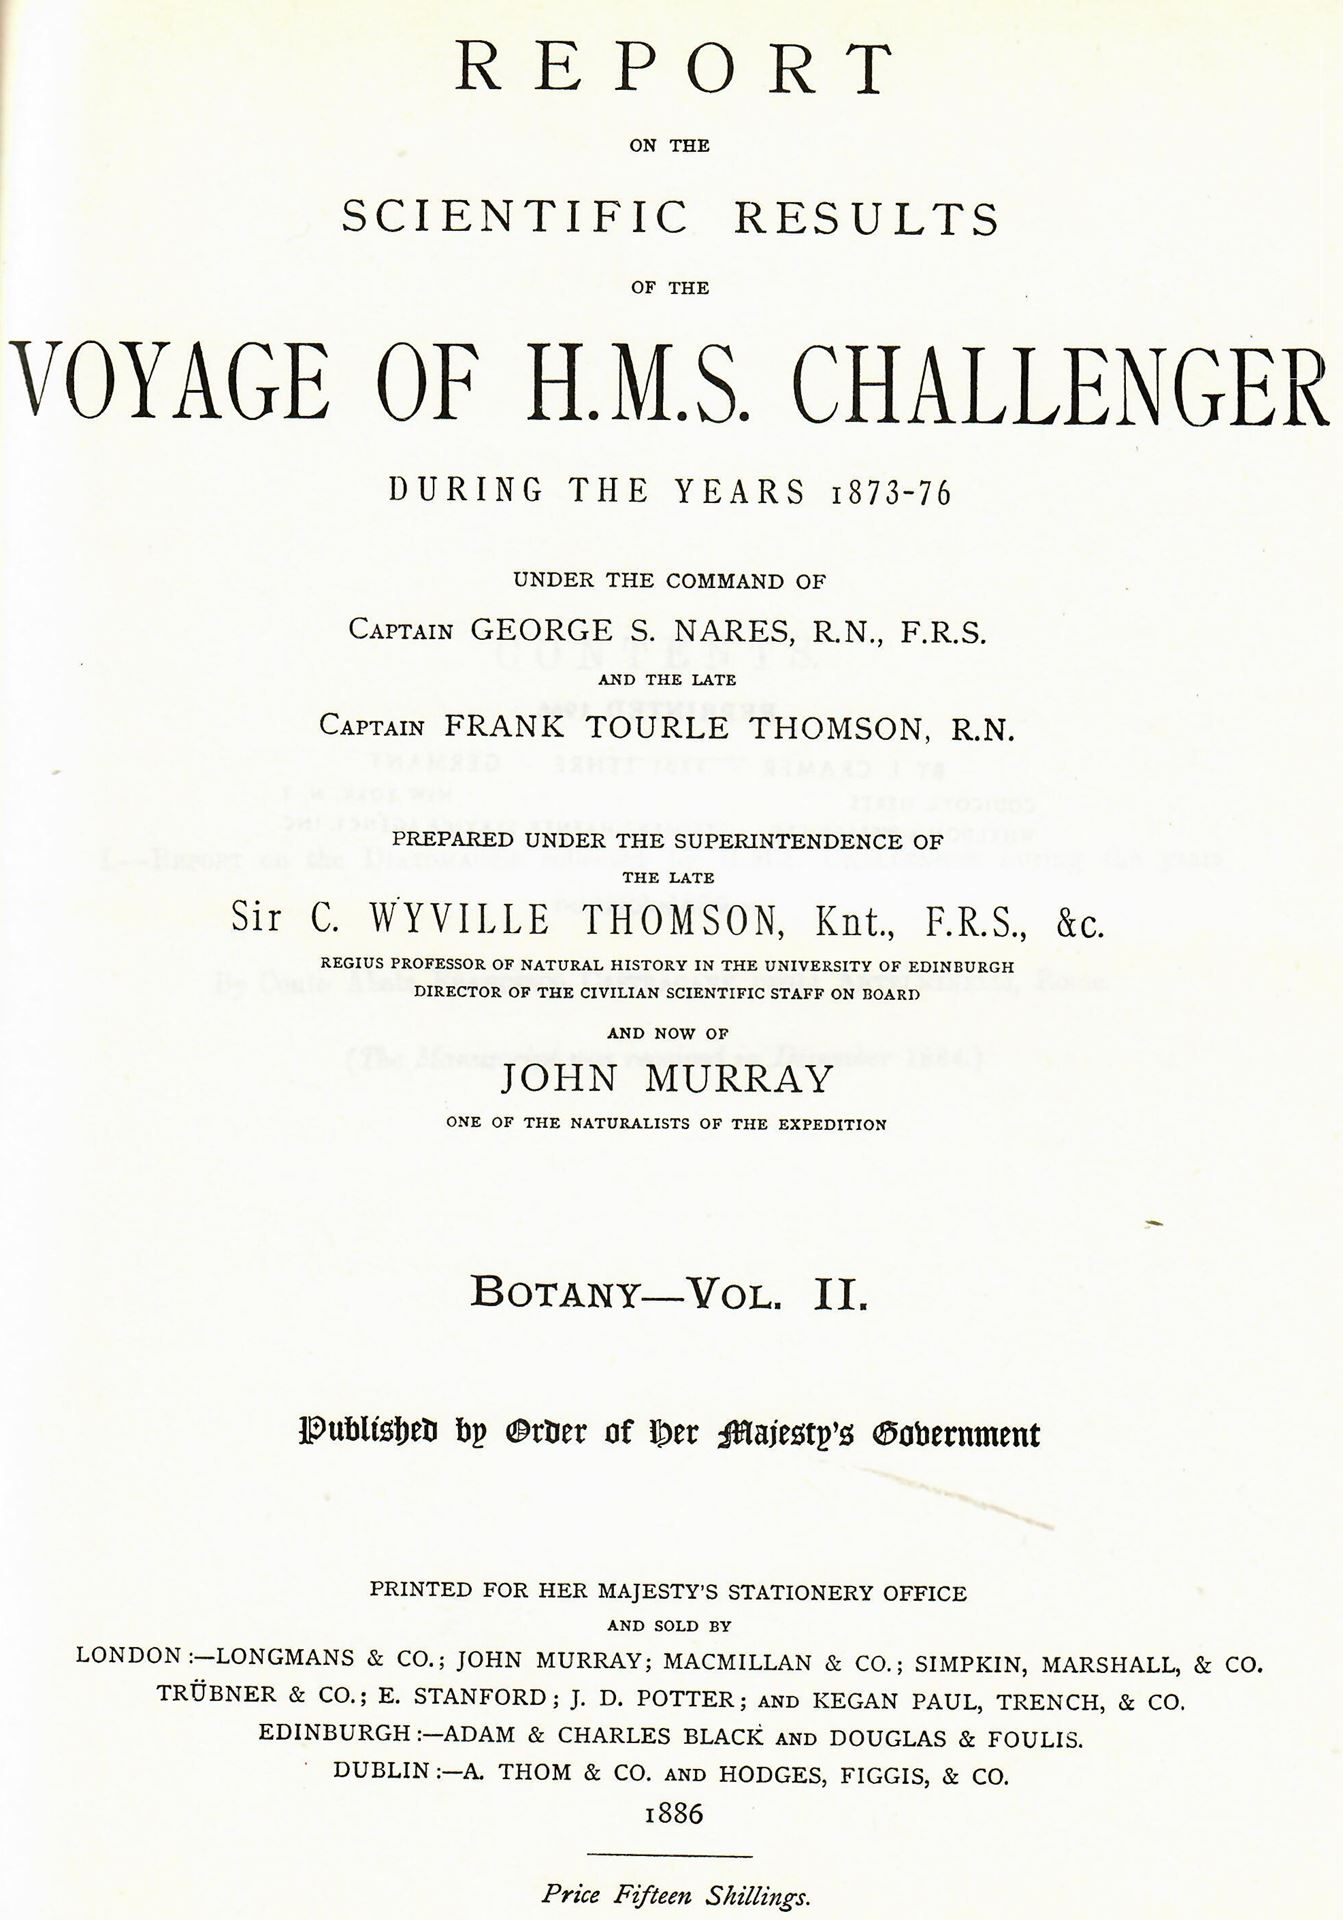 REPORT
ON THE
SCIENTIFIC RESULTS
OF THE
VOYAGE OF H.M.S. CHALLENGER
DURING THE YEARS 1873-76
UNDER THE COMMAND OF
CAPTAIN GEORGE S. NARES, R.N., F.R.S.
AND THE LATE
CAPTAIN FRANK TOURLE THOMSON, R.N.
PREPARED UNDER THE SUPERINTENDENCE OF
THE LATE
Sir C. WYVILLE THOMSON, Knt., F.R.S., &c.
REGIUS PROFESSOR OF NATURAL HISTORY IN THE UNIVERSITY OF EDINBURGH
DIRECTOR OF THE CIVILIAN SCIENTIFIC STAFF ON BOARD
AND NOW OF
JOHN MURRAY
ONE OF THE NATURALISTS OF THE EXPEDITION
BOTANY—VOL. II.
Published by Order of Her Majesty's Government
PRINTED FOR HER MAJESTY'S STATIONERY OFFICE
AND SOLD BY
LONDON:—LONGMANS & CO.; JOHN MURRAY; MACMILLAN & CO.; SIMPKIN, MARSHALL, & CO.
TRÜBNER & CO.; E. STANFORD; J. D. POTTER; AND KEGAN PAUL, TRENCH, & CO.
EDINBURGH:—ADAM & CHARLES BLACK AND DOUGLAS & FOULIS.
DUBLIN:—A. THOM & CO. AND HODGES, FIGGIS, & CO.
1886
Price Fifteen Shillings.